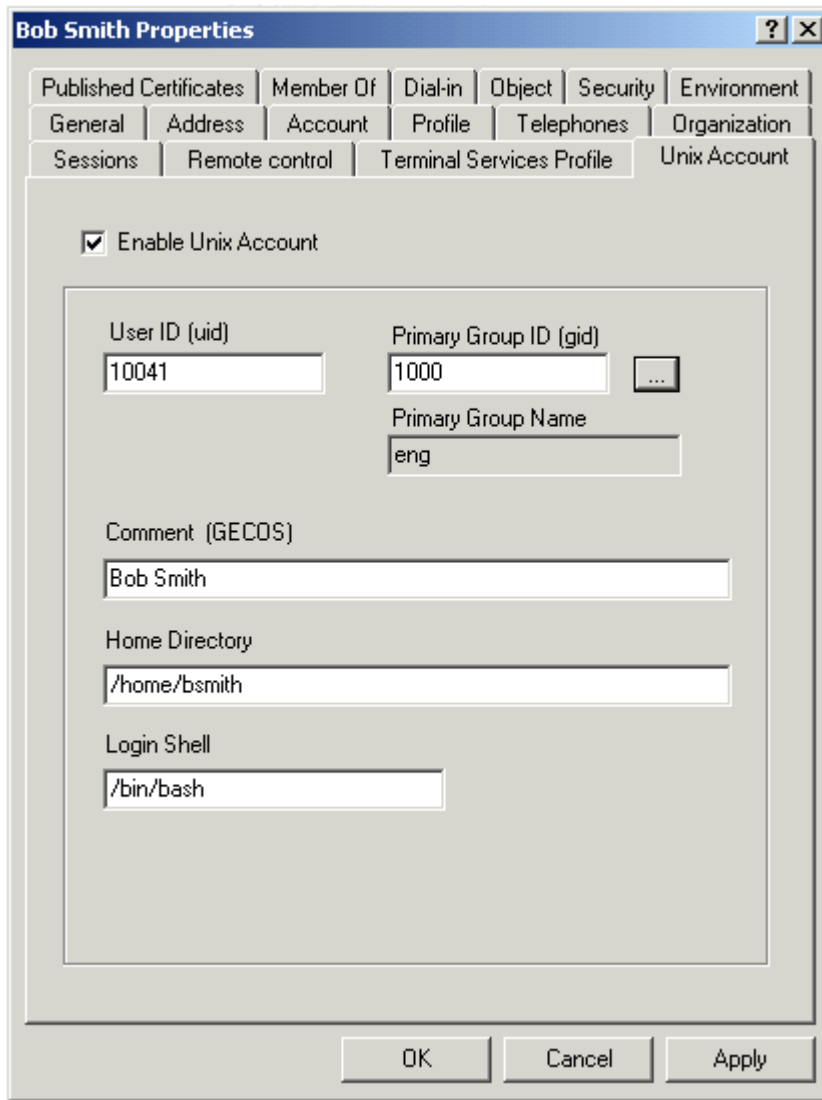 Bob Smith Properties
Published Certificates Member Of Dial-in Object Security Environment
General Address Account Profile Telephones Organization
Sessions Remote control Terminal Services Profile Unix Account
Enable Unix Account
User ID (uid) Primary Group ID (gid)
10041 1000 ...
Primary Group Name
eng
Comment (GECOS)
Bob Smith
Home Directory
/home/bsmith
Login Shell
/bin/bash
OK Cancel Apply